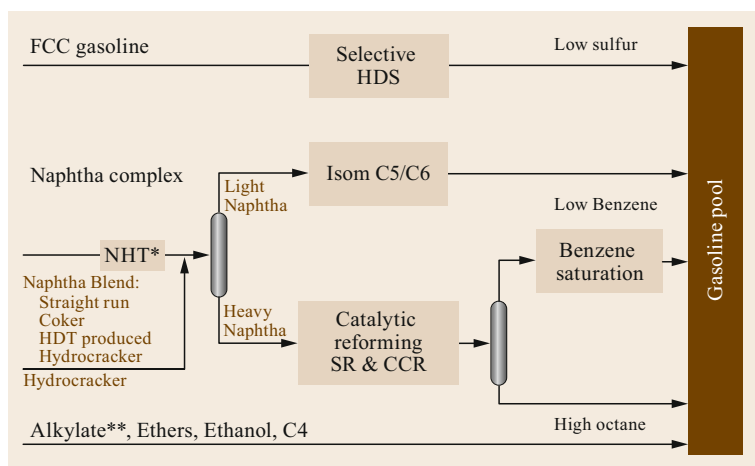 FCC gasoline
Selective
HDS
Low sulfur
Naphtha complex
Light
Naphtha
Isom C5/C6
Low Benzene
NHT*
Benzene
saturation
Naphtha Blend:
Straight run
Coker
HDT produced
Hydrocracker
Hydrocracker
Heavy
Naphtha
Catalytic
reforming
SR & CCR
Alkylate**, Ethers, Ethanol, C4
High octane
Gasoline pool